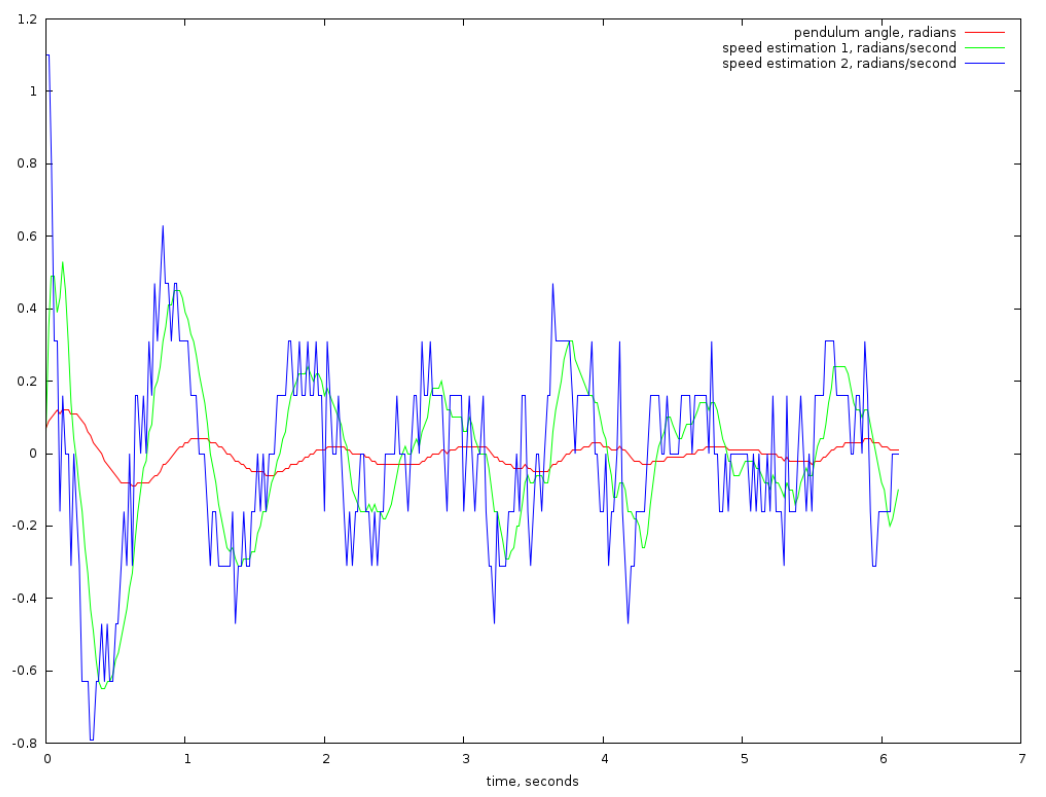 1.2
pendulum angle, radians
speed estimation 1, radians/second
speed estimation 2, radians/second
1
0.8
0.6
0.4
0.2
0
-0.2
-0.4
-0.6
-0.8
0 1 2 3 4 5 6 7
time, seconds